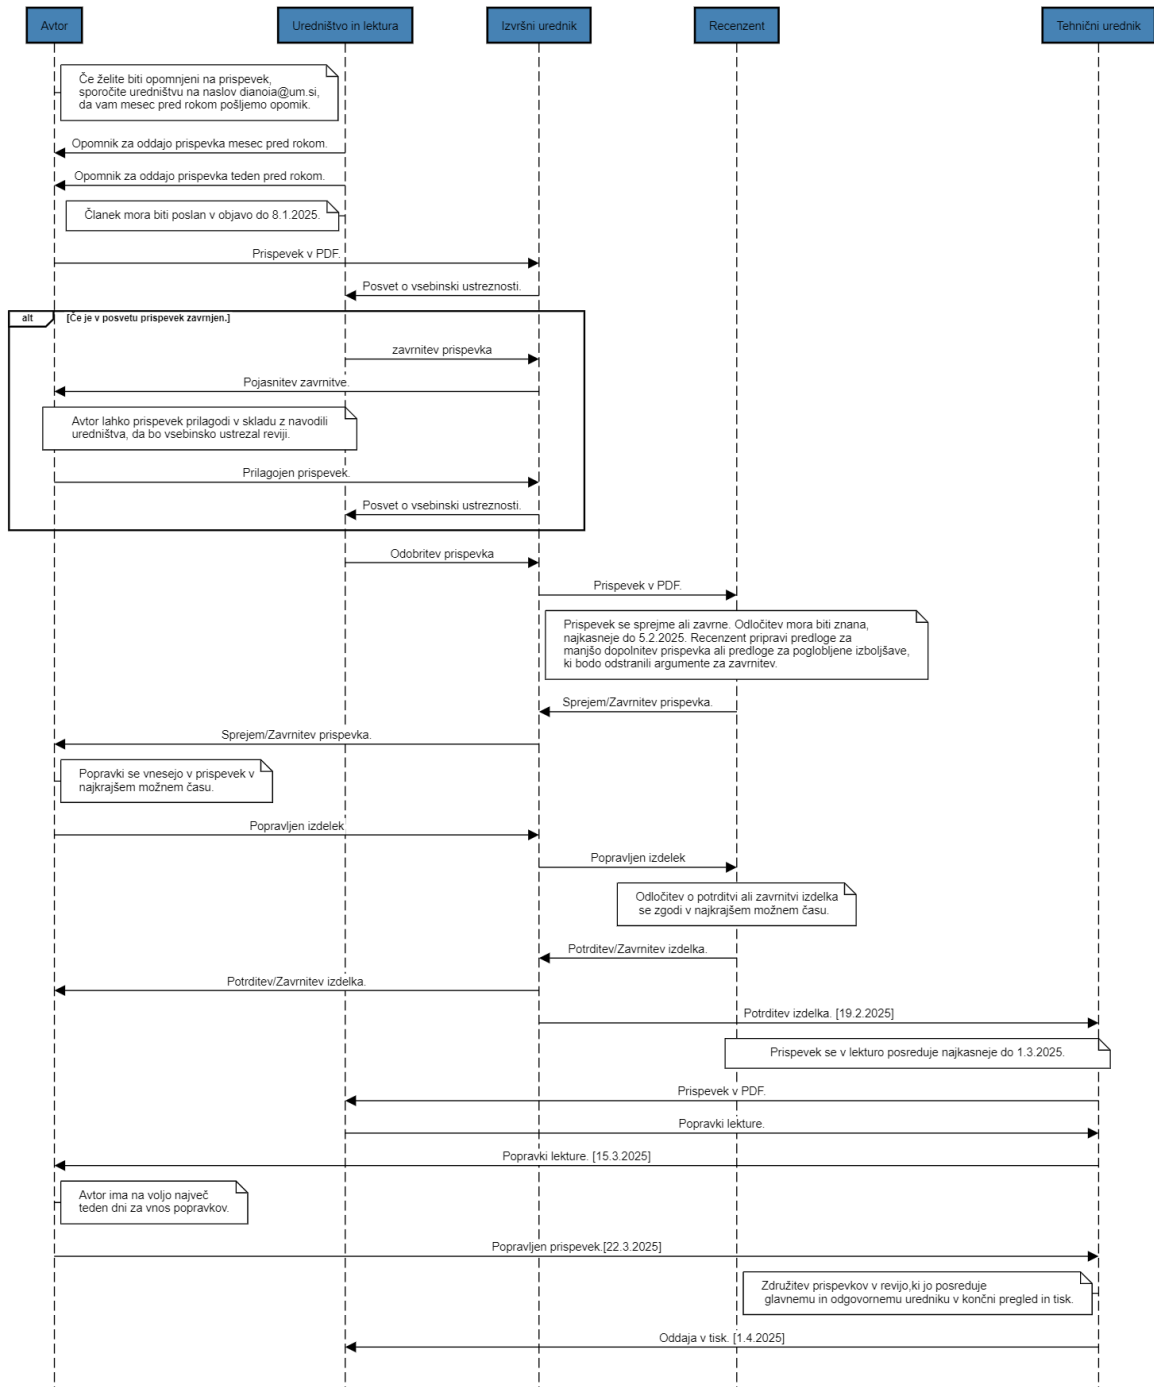 Avtor
Uredništvo in lektura
Izvršni urednik
Recenzent
Tehnični urednik
Če želite biti opomnjeni na prispevek,
sporočite uredništvu na naslov dianoia@um.si,
da vam mesec pred rokom pošljemo opomik.
Opomnik za oddajo prispevka mesec pred rokom.
Opomnik za oddajo prispevka teden pred rokom.
Članek mora biti poslan v objavo do 8.1.2025.
Prispevek v PDF.
Posvet o vsebinski ustreznosti.
alt
[Če je v posvetu prispevek zavrnjen.]
zavrnitev prispevka
Pojasnitev zavrnitve.
Avtor lahko prispevek prilagodi v skladu z navodili
uredništva, da bo vsebinsko ustrezal reviji.
Prilagojen prispevek.
Posvet o vsebinski ustreznosti.
Odobritev prispevka
Prispevek v PDF.
Prispevek se sprejme ali zavrne. Odločitev mora biti znana,
najkasneje do 5.2.2025. Recenzent pripravi predloge za
manjšo dopolnitev prispevka ali predloge za poglobljene izboljšave,
ki bodo odstranili argumente za zavrnitev.
Sprejem/Zavrnitev prispevka.
Sprejem/Zavrnitev prispevka.
Popravki se vnesejo v prispevek v
najkrajšem možnem času.
Popravljen izdelek
Popravljen izdelek
Odločitev o potrditvi ali zavrnitvi izdelka
se zgodi v najkrajšem možnem času.
Potrditev/Zavrnitev izdelka.
Potrditev/Zavrnitev izdelka.
Potrditev izdelka. [19.2.2025]
Prispevek se v lekturo posreduje najkasneje do 1.3.2025.
Prispevek v PDF.
Popravki lekture.
Popravki lekture. [15.3.2025]
Avtor ima na voljo največ
teden dni za vnos popravkov.
Popravljen prispevek.[22.3.2025]
Združitev prispevkov v revijo,ki jo posreduje
glavnemu in odgovornemu uredniku v končni pregled in tisk.
Oddaja v tisk. [1.4.2025]